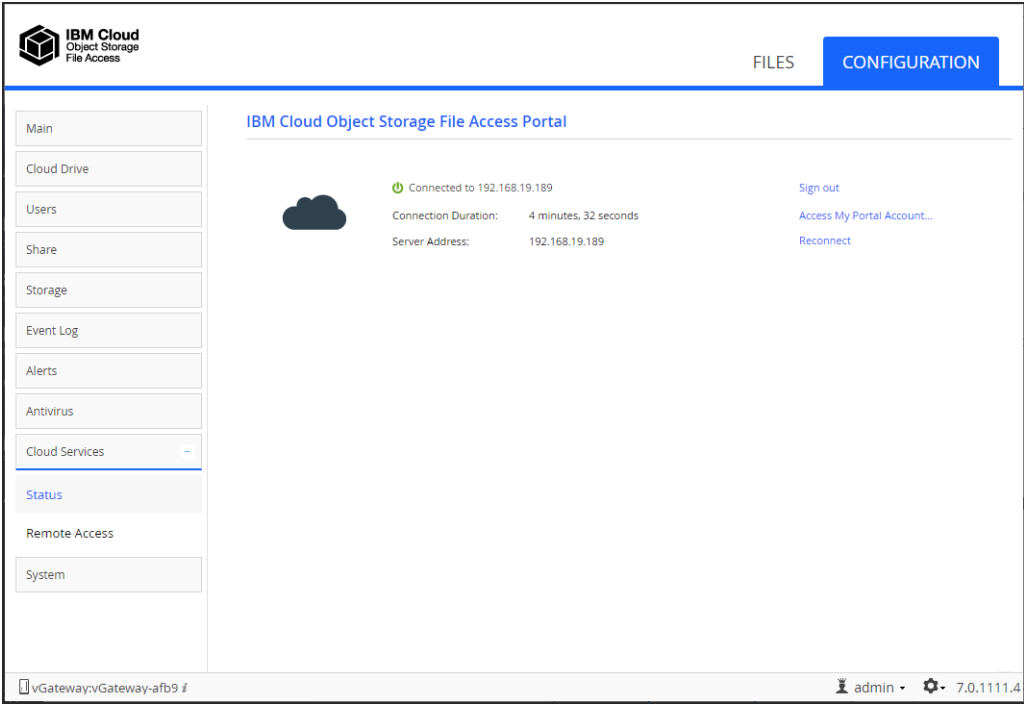 IBM Cloud
Object Storage
File Access
FILES
CONFIGURATION
Main
Cloud Drive
Users
Share
Storage
Event Log
Alerts
Antivirus
Cloud Services
Status
Remote Access
System
IBM Cloud Object Storage File Access Portal
Connected to 192.168.19.189
Connection Duration: 4 minutes, 32 seconds
Server Address: 192.168.19.189
Sign out
Access My Portal Account...
Reconnect
vGateway:vGateway-afb9 i
admin
7.0.1111.4